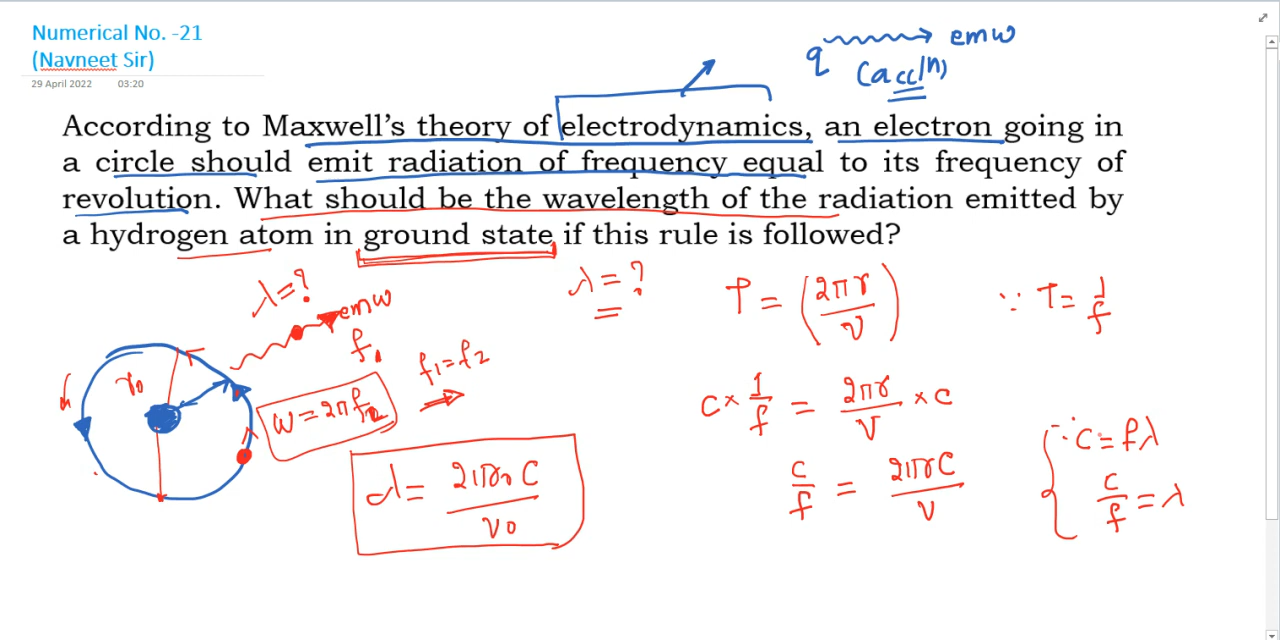 Numerical No. -21
(Navneet Sir)
29 April 2022 03:20
q emw
(acc/n)
According to Maxwell's theory of electrodynamics, an electron going in
a circle should emit radiation of frequency equal to its frequency of
revolution. What should be the wavelength of the radiation emitted by
a hydrogen atom in ground state if this rule is followed?
λ=?
emw
f₁
r₀
ω=2πf₂
f₁=f₂
λ=?
T = (2πr/v)
∵ T = 1/f
c × 1/f = 2πr/v × c
c/f = 2πrc/v
∵ c = fλ
c/f = λ
λ = 2πr₀c/v₀